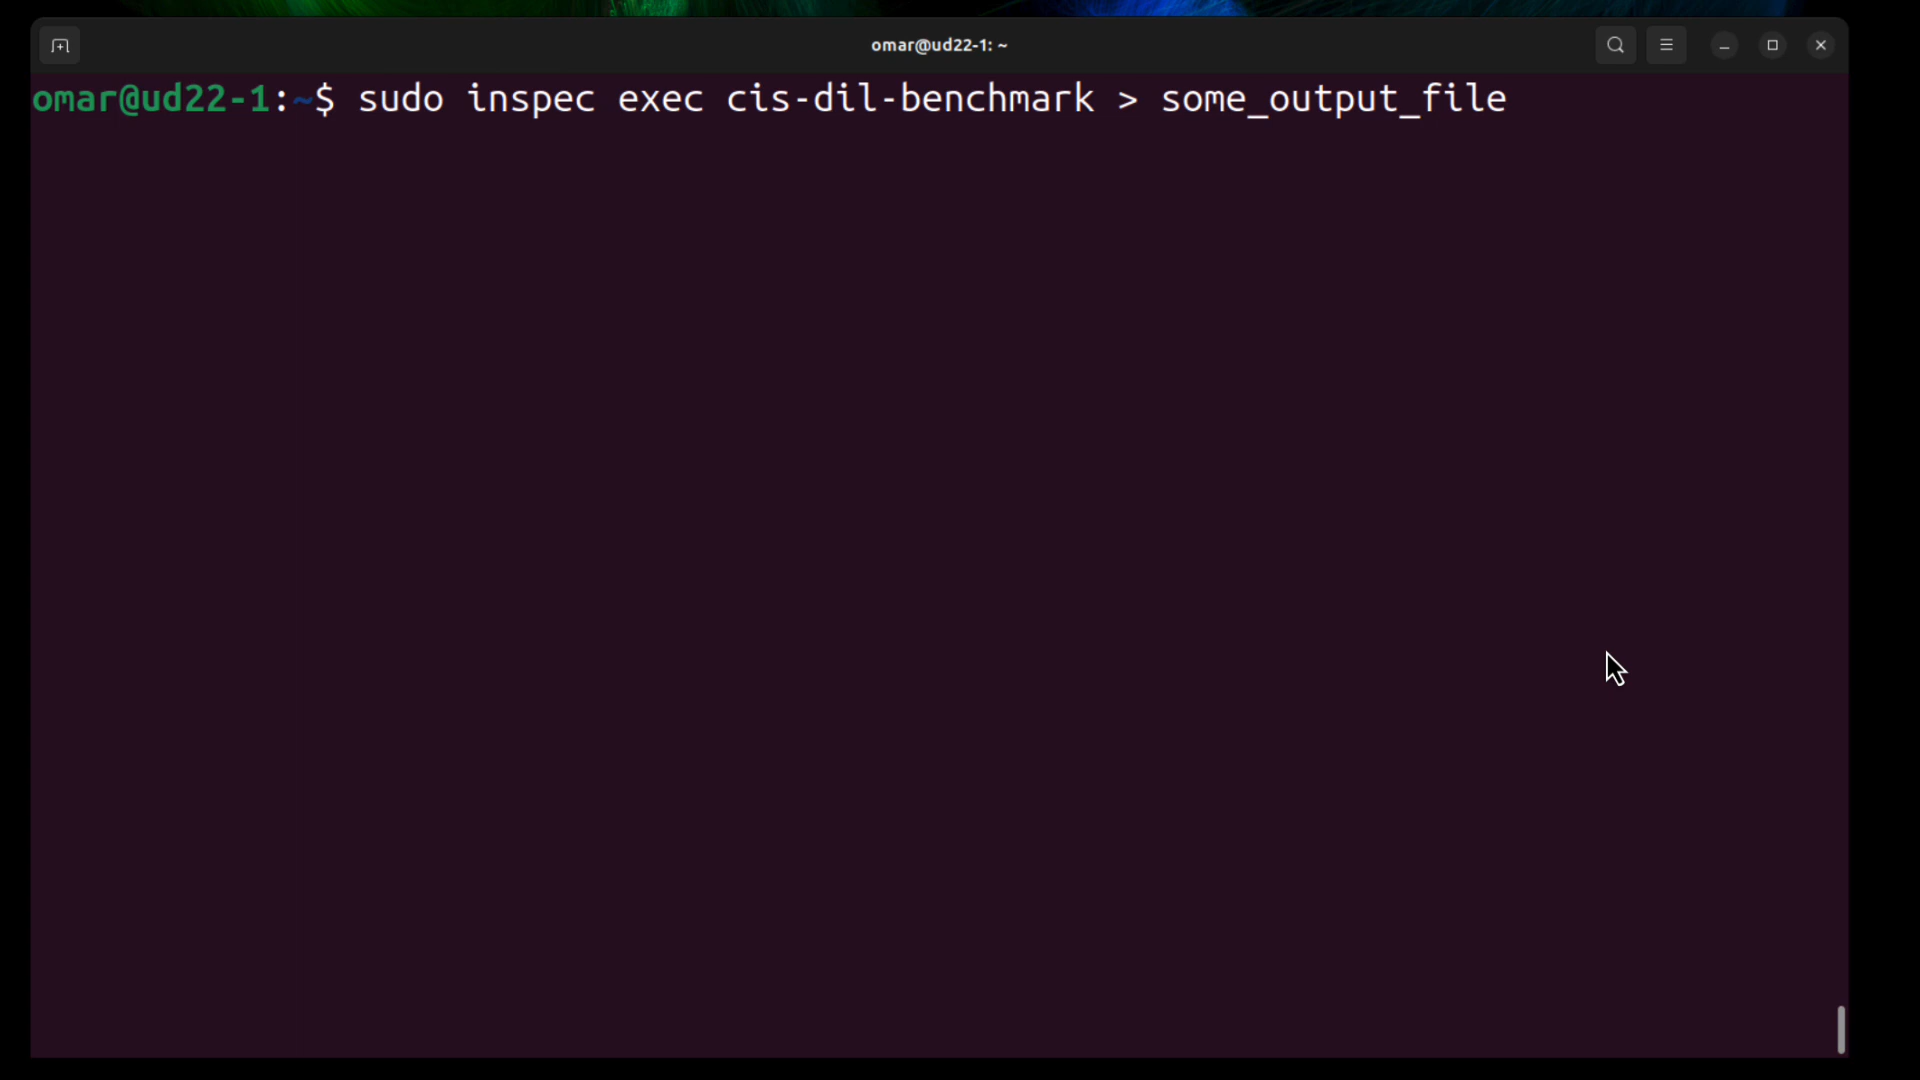 omar@ud22-1: ~
omar@ud22-1:~$ sudo inspec exec cis-dil-benchmark > some_output_file